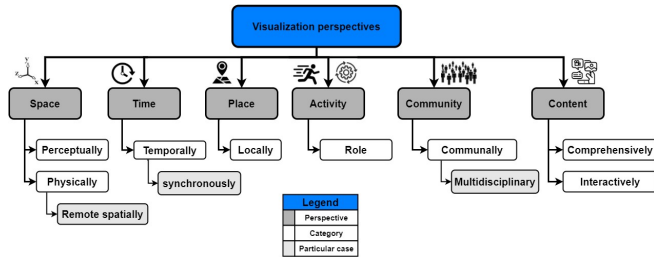 Visualization perspectives
Y
Z
X
Space
Time
Place
Activity
Community
Content
Perceptually
Temporally
Locally
Role
Communally
Comprehensively
Physically
synchronously
Multidisciplinary
Interactively
Remote spatially
Legend
Perspective
Category
Particular case